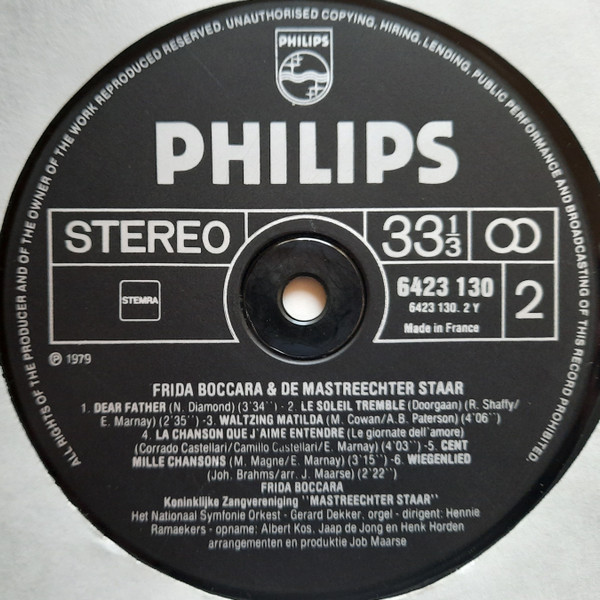 ALL RIGHTS OF THE PRODUCER AND OF THE OWNER OF THE WORK REPRODUCED RESERVED. UNAUTHORISED COPYING, HIRING, LENDING, PUBLIC PERFORMANCE AND BROADCASTING OF THIS RECORD PROHIBITED.
PHILIPS
PHILIPS
STEREO
33⅓
STEMRA
6423 130
6423 130. 2 Y
Made in France
2
℗ 1979
FRIDA BOCCARA & DE MASTREECHTER STAAR
1. DEAR FATHER (N. Diamond) (3'34'') - 2. LE SOLEIL TREMBLE (Doorgaan) (R. Shaffy/
E. Marnay) (2'35'') -3. WALTZING MATILDA (M. Cowan/A.B. Paterson) (4'06'')
4. LA CHANSON QUE J'AIME ENTENDRE (Le giornate dell'amore)
(Corrado Castellari/Camillo Castellari/E. Marnay) (4'03'') -5. CENT
MILLE CHANSONS (M. Magne/E. Marnay) (3'15'') -6. WIEGENLIED
(Joh. Brahms/arr. J. Maarse) (2'22'')
FRIDA BOCCARA
Koninklijke Zangvereniging ''MASTREECHTER STAAR''
Het Nationaal Symfonie Orkest - Gerard Dekker, orgel - dirigent: Hennie
Ramaekers - opname: Albert Kos, Jaap de Jong en Henk Horden
arrangementen en produktie Job Maarse